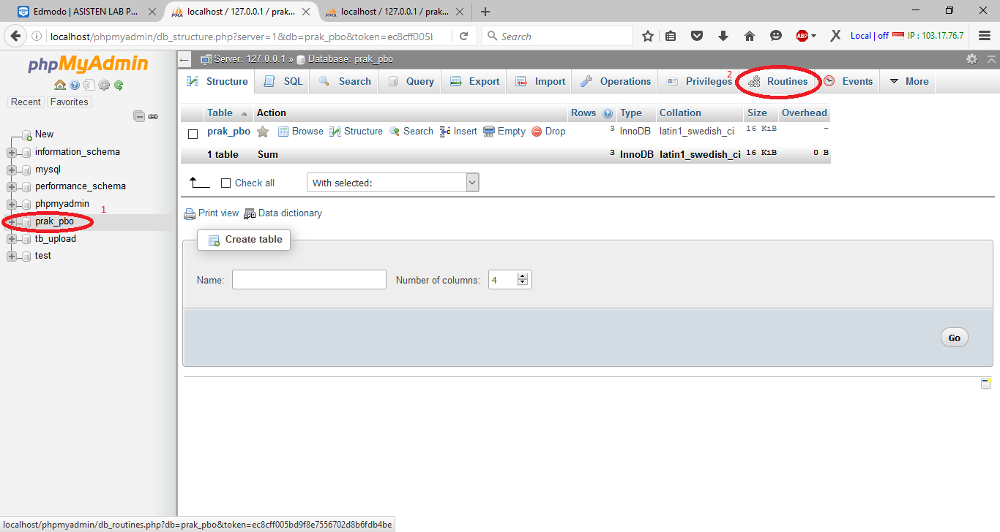 Edmodo | ASISTEN LAB P...
localhost / 127.0.0.1 / prak...
localhost / 127.0.0.1 / prak...
localhost/phpmyadmin/db_structure.php?server=1&db=prak_pbo&token=ec8cff005b
Search
ABP
Local | off IP : 103.17.76.7
phpMyAdmin
Recent Favorites
New
information_schema
mysql
performance_schema
phpmyadmin
1
prak_pbo
tb_upload
test
Server: 127.0.0.1 » Database: prak_pbo
2
Structure SQL Search Query Export Import Operations Privileges Routines Events More
Table Action Rows Type Collation Size Overhead
prak_pbo Browse Structure Search Insert Empty Drop 3 InnoDB latin1_swedish_ci 16 KiB -
1 table Sum 3 InnoDB latin1_swedish_ci 16 KiB 0 B
Check all With selected:
Print view Data dictionary
Create table
Name: Number of columns: 4
Go
localhost/phpmyadmin/db_routines.php?db=prak_pbo&token=ec8cff005bd9f8e7556702d8b6fdb4be